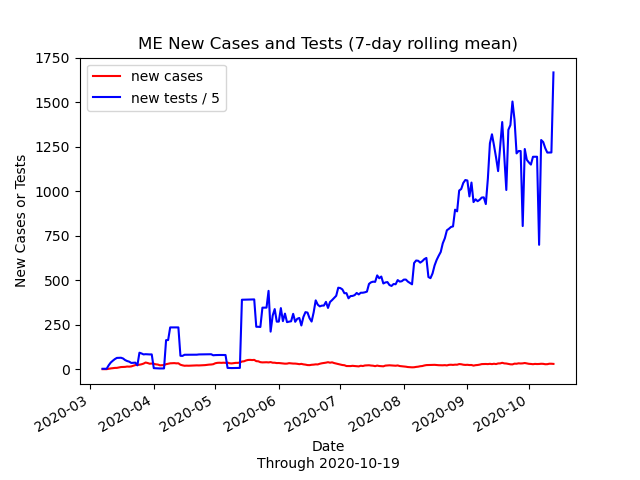 ME New Cases and Tests (7-day rolling mean)
new cases
new tests / 5
New Cases or Tests
1750
1500
1250
1000
750
500
250
0
2020-03
2020-04
2020-05
2020-06
2020-07
2020-08
2020-09
2020-10
Date
Through 2020-10-19